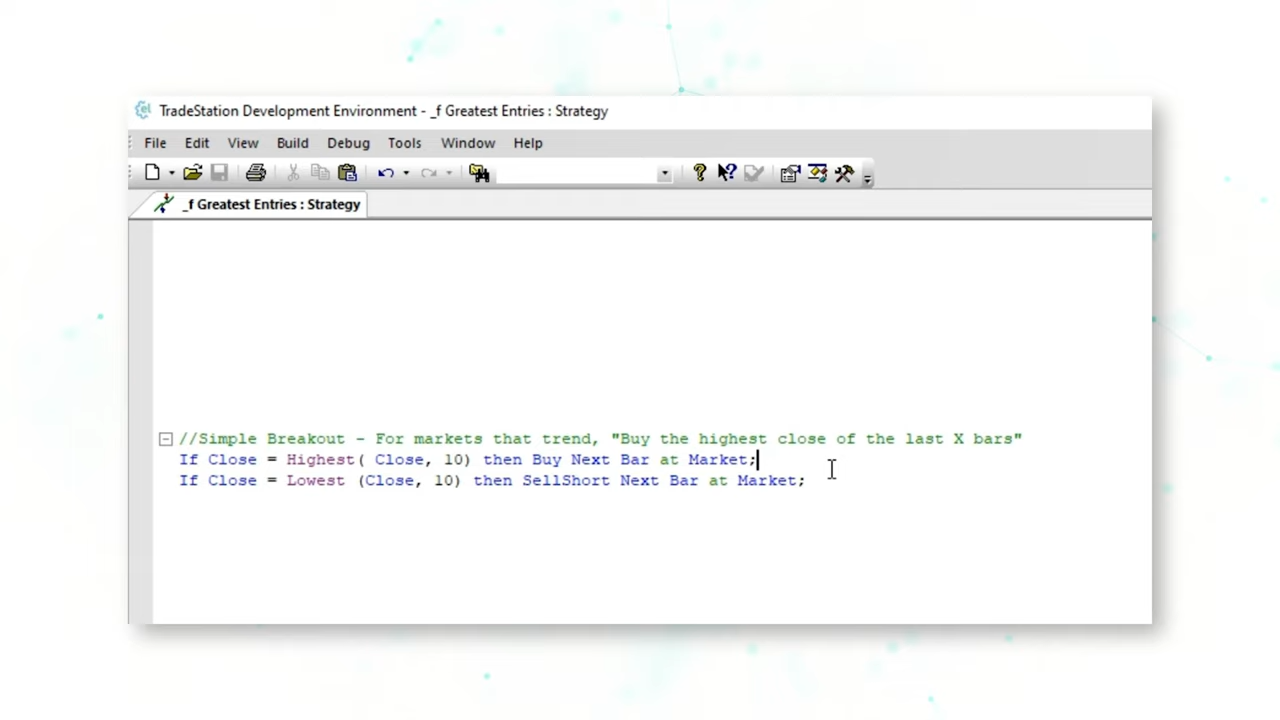 TradeStation Development Environment - _f Greatest Entries : Strategy
File Edit View Build Debug Tools Window Help
_f Greatest Entries : Strategy
//Simple Breakout - For markets that trend, "Buy the highest close of the last X bars"
If Close = Highest( Close, 10) then Buy Next Bar at Market;
If Close = Lowest (Close, 10) then SellShort Next Bar at Market;